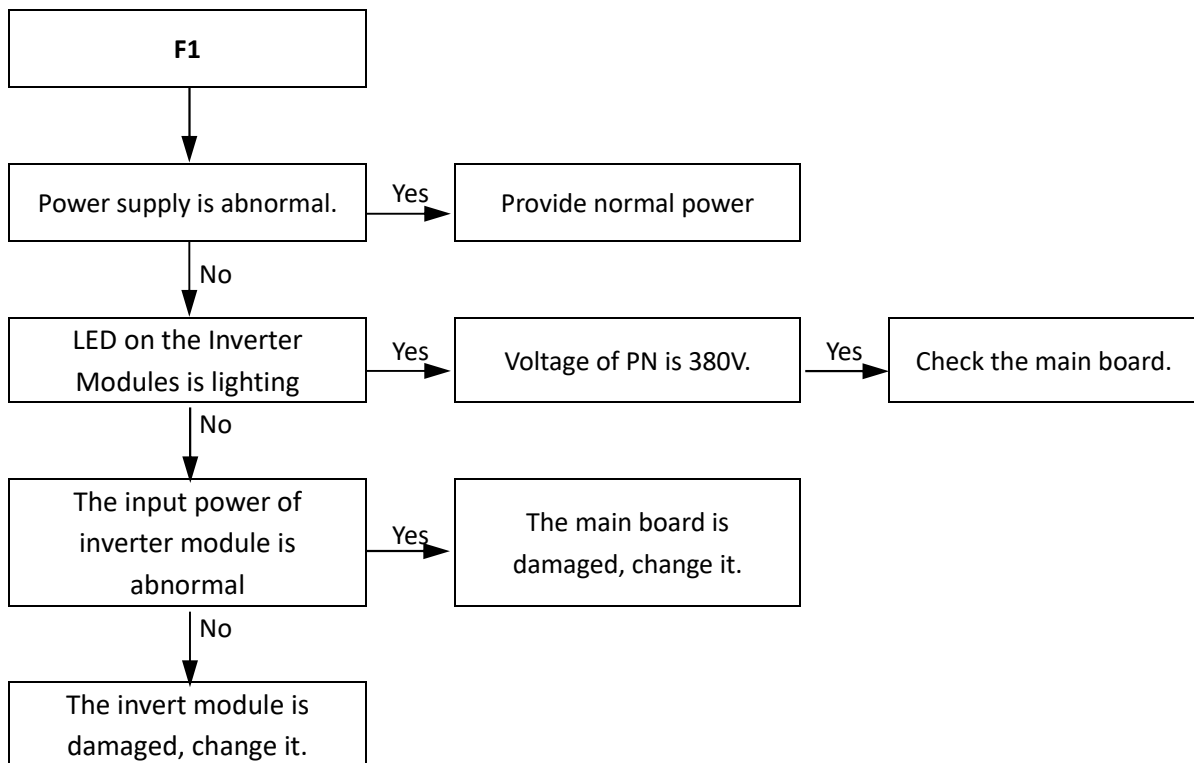 F1
Power supply is abnormal.
Yes
Provide normal power
No
LED on the Inverter
Modules is lighting
Yes
Voltage of PN is 380V.
Yes
Check the main board.
No
The input power of
inverter module is
abnormal
Yes
The main board is
damaged, change it.
No
The invert module is
damaged, change it.